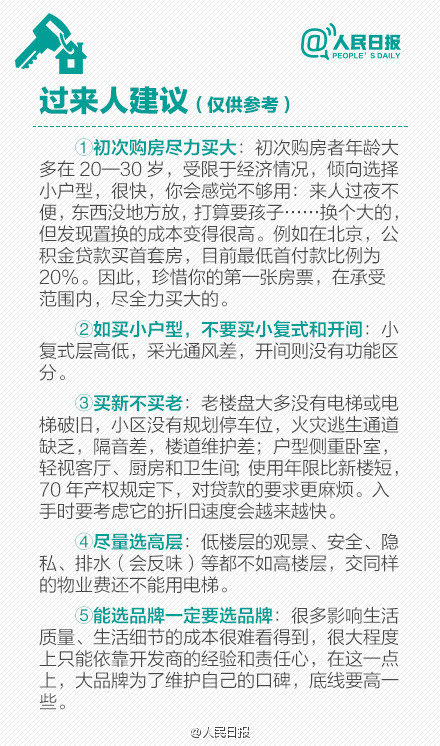 @人民日报
PEOPLE'S DAILY
过来人建议（仅供参考）
①初次购房尽力买大：初次购房者年龄大
多在 20—30 岁，受限于经济情况，倾向选择
小户型，很快，你会感觉不够用：来人过夜不
便，东西没地方放，打算要孩子……换个大的，
但发现置换的成本变得很高。例如在北京，公
积金贷款买首套房，目前最低首付款比例为
20%。因此，珍惜你的第一张房票，在承受
范围内，尽全力买大的。
②如买小户型，不要买小复式和开间：小
复式层高低，采光通风差，开间则没有功能区
分。
③买新不买老：老楼盘大多没有电梯或电
梯破旧，小区没有规划停车位，火灾逃生通道
缺乏，隔音差，楼道维护差；户型侧重卧室，
轻视客厅、厨房和卫生间；使用年限比新楼短，
70 年产权规定下，对贷款的要求更麻烦。入
手时要考虑它的折旧速度会越来越快。
④尽量选高层：低楼层的观景、安全、隐
私、排水（会反味）等都不如高楼层，交同样
的物业费还不能用电梯。
⑤能选品牌一定要选品牌：很多影响生活
质量、生活细节的成本很难看得到，很大程度
上只能依靠开发商的经验和责任心，在这一点
上，大品牌为了维护自己的口碑，底线要高一
些。
@人民日报